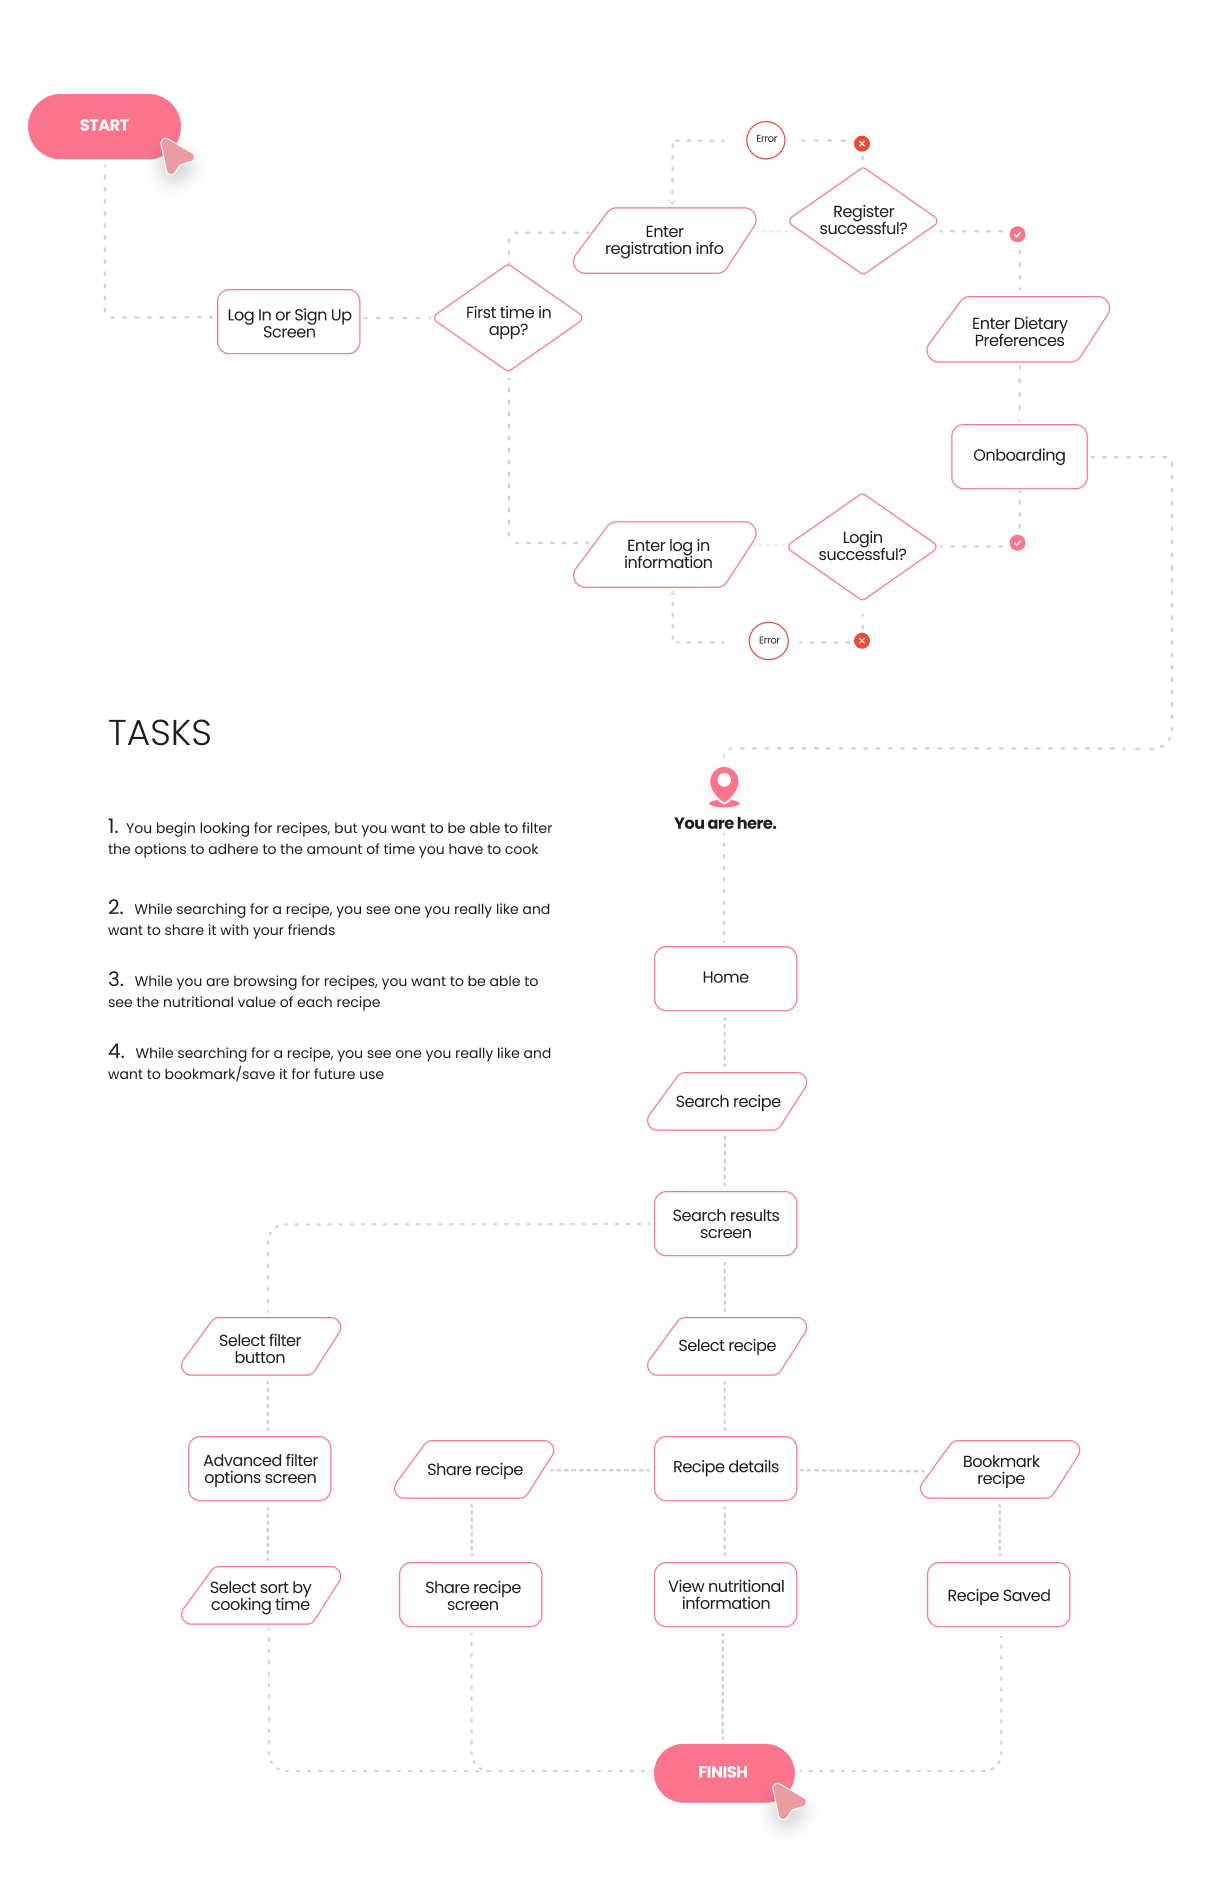 START
Error
Register
successful?
Enter
registration info
Log In or Sign Up
Screen
First time in
app?
Enter Dietary
Preferences
Onboarding
Enter log in
information
Login
successful?
Error
TASKS
1. You begin looking for recipes, but you want to be able to filter
the options to adhere to the amount of time you have to cook
2. While searching for a recipe, you see one you really like and
want to share it with your friends
3. While you are browsing for recipes, you want to be able to
see the nutritional value of each recipe
4. While searching for a recipe, you see one you really like and
want to bookmark/save it for future use
You are here.
Home
Search recipe
Search results
screen
Select filter
button
Select recipe
Advanced filter
options screen
Share recipe
Recipe details
Bookmark
recipe
Select sort by
cooking time
Share recipe
screen
View nutritional
information
Recipe Saved
FINISH